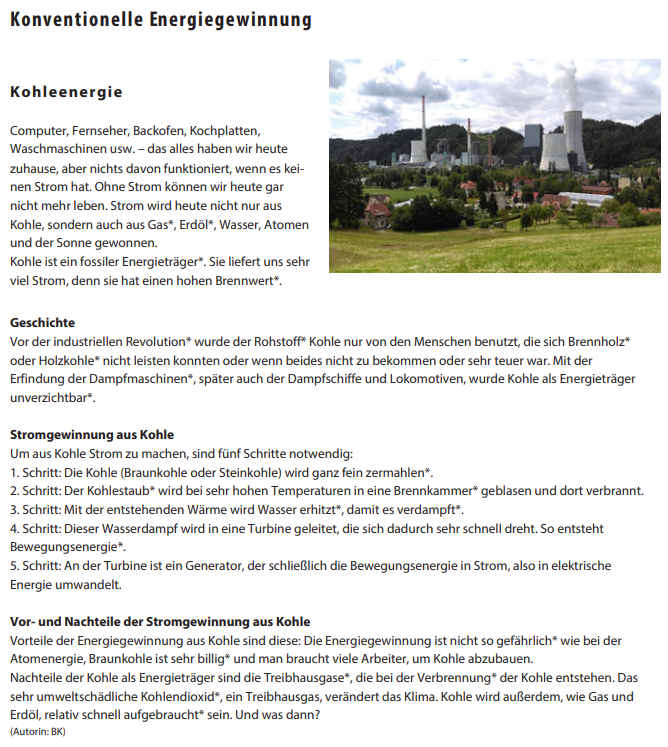 Konventionelle Energiegewinnung
Kohleenergie
Computer, Fernseher, Backofen, Kochplatten,
Waschmaschinen usw. – das alles haben wir heute
zuhause, aber nichts davon funktioniert, wenn es kei-
nen Strom hat. Ohne Strom können wir heute gar
nicht mehr leben. Strom wird heute nicht nur aus
Kohle, sondern auch aus Gas*, Erdöl*, Wasser, Atomen
und der Sonne gewonnen.
Kohle ist ein fossiler Energieträger*. Sie liefert uns sehr
viel Strom, denn sie hat einen hohen Brennwert*.
Geschichte
Vor der industriellen Revolution* wurde der Rohstoff* Kohle nur von den Menschen benutzt, die sich Brennholz*
oder Holzkohle* nicht leisten konnten oder wenn beides nicht zu bekommen oder sehr teuer war. Mit der
Erfindung der Dampfmaschinen*, später auch der Dampfschiffe und Lokomotiven, wurde Kohle als Energieträger
unverzichtbar*.
Stromgewinnung aus Kohle
Um aus Kohle Strom zu machen, sind fünf Schritte notwendig:
1. Schritt: Die Kohle (Braunkohle oder Steinkohle) wird ganz fein zermahlen*.
2. Schritt: Der Kohlestaub* wird bei sehr hohen Temperaturen in eine Brennkammer* geblasen und dort verbrannt.
3. Schritt: Mit der entstehenden Wärme wird Wasser erhitzt*, damit es verdampft*.
4. Schritt: Dieser Wasserdampf wird in eine Turbine geleitet, die sich dadurch sehr schnell dreht. So entsteht
Bewegungsenergie*.
5. Schritt: An der Turbine ist ein Generator, der schließlich die Bewegungsenergie in Strom, also in elektrische
Energie umwandelt.
Vor- und Nachteile der Stromgewinnung aus Kohle
Vorteile der Energiegewinnung aus Kohle sind diese: Die Energiegewinnung ist nicht so gefährlich* wie bei der
Atomenergie, Braunkohle ist sehr billig* und man braucht viele Arbeiter, um Kohle abzubauen.
Nachteile der Kohle als Energieträger sind die Treibhausgase*, die bei der Verbrennung* der Kohle entstehen. Das
sehr umweltschädliche Kohlendioxid*, ein Treibhausgas, verändert das Klima. Kohle wird außerdem, wie Gas und
Erdöl, relativ schnell aufgebraucht* sein. Und was dann?
(Autorin: BK)